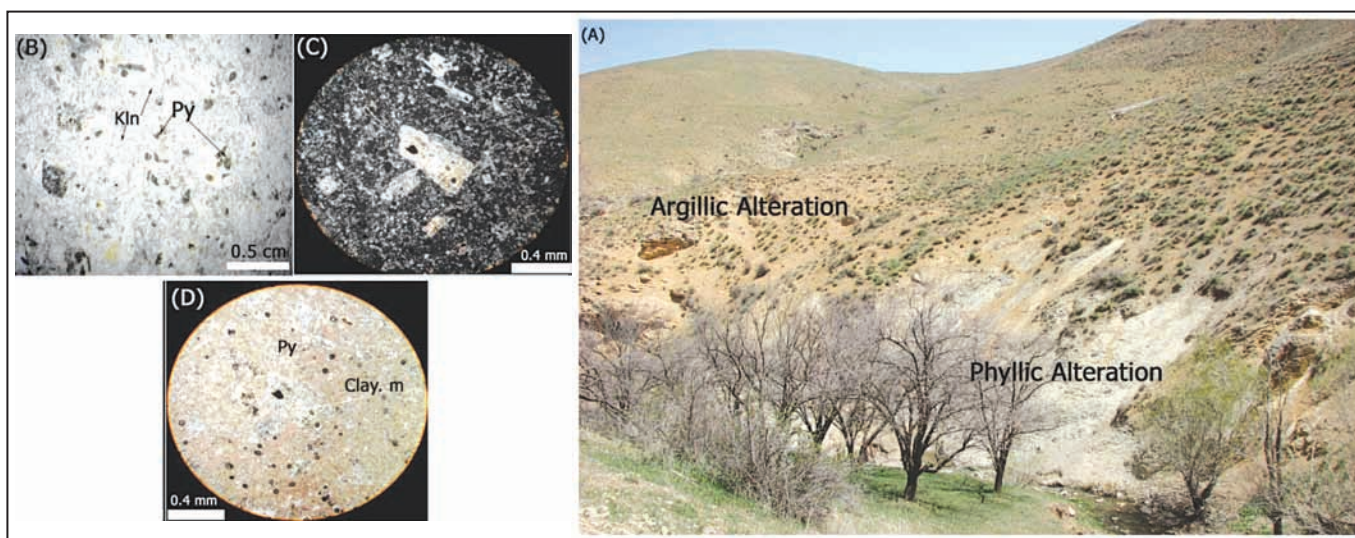 (B)
Kln
Py
0.5 cm
(C)
0.4 mm
(D)
Py
Clay. m
0.4 mm
(A)
Argillic Alteration
Phyllic Alteration